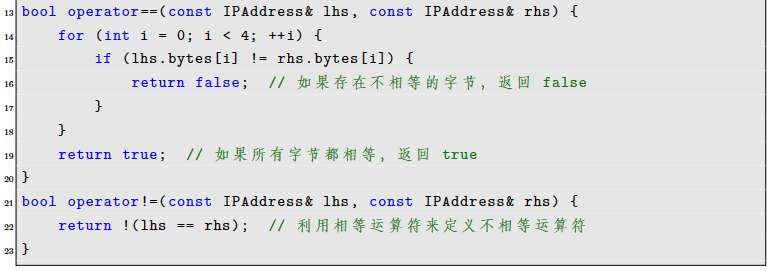 13 bool operator==(const IPAddress& lhs, const IPAddress& rhs) {
14     for (int i = 0; i < 4; ++i) {
15         if (lhs.bytes[i] != rhs.bytes[i]) {
16             return false;  // 如果存在不相等的字节, 返回 false
17         }
18     }
19     return true;  // 如果所有字节都相等, 返回 true
20 }
21 bool operator!=(const IPAddress& lhs, const IPAddress& rhs) {
22     return !(lhs == rhs);  // 利用相等运算符来定义不相等运算符
23 }